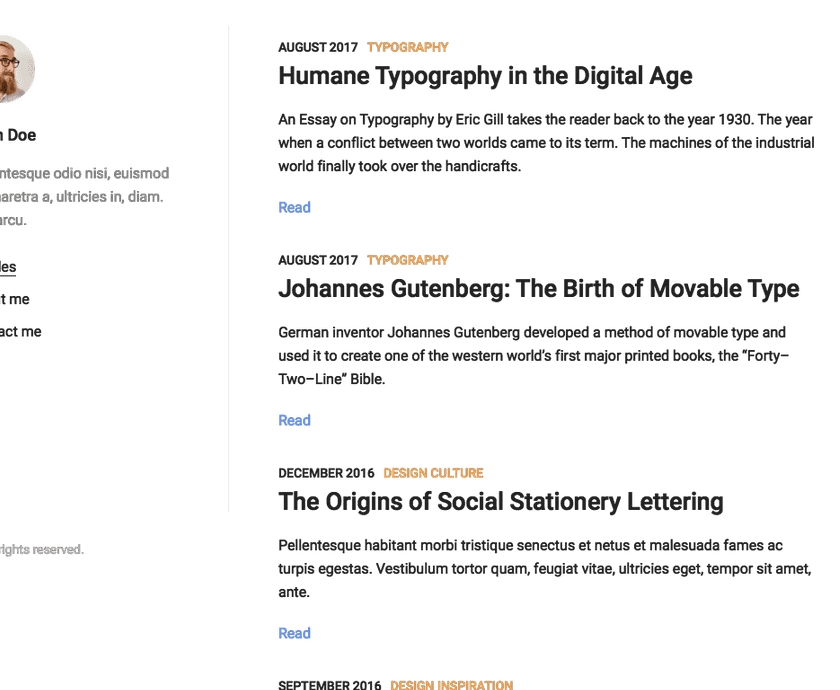 Doe
odio nisi, euismod
a, ultricies in, diam.
me
me
rights reserved.
AUGUST 2017 TYPOGRAPHY
Humane Typography in the Digital Age
An Essay on Typography by Eric Gill takes the reader back to the year 1930. The year
when a conflict between two worlds came to its term. The machines of the industrial
world finally took over the handicrafts.
Read
AUGUST 2017 TYPOGRAPHY
Johannes Gutenberg: The Birth of Movable Type
German inventor Johannes Gutenberg developed a method of movable type and
used it to create one of the western world’s first major printed books, the “Forty–
Two–Line” Bible.
Read
DECEMBER 2016 DESIGN CULTURE
The Origins of Social Stationery Lettering
Pellentesque habitant morbi tristique senectus et netus et malesuada fames ac
turpis egestas. Vestibulum tortor quam, feugiat vitae, ultricies eget, tempor sit amet,
ante.
Read
SEPTEMBER 2016 DESIGN INSPIRATION